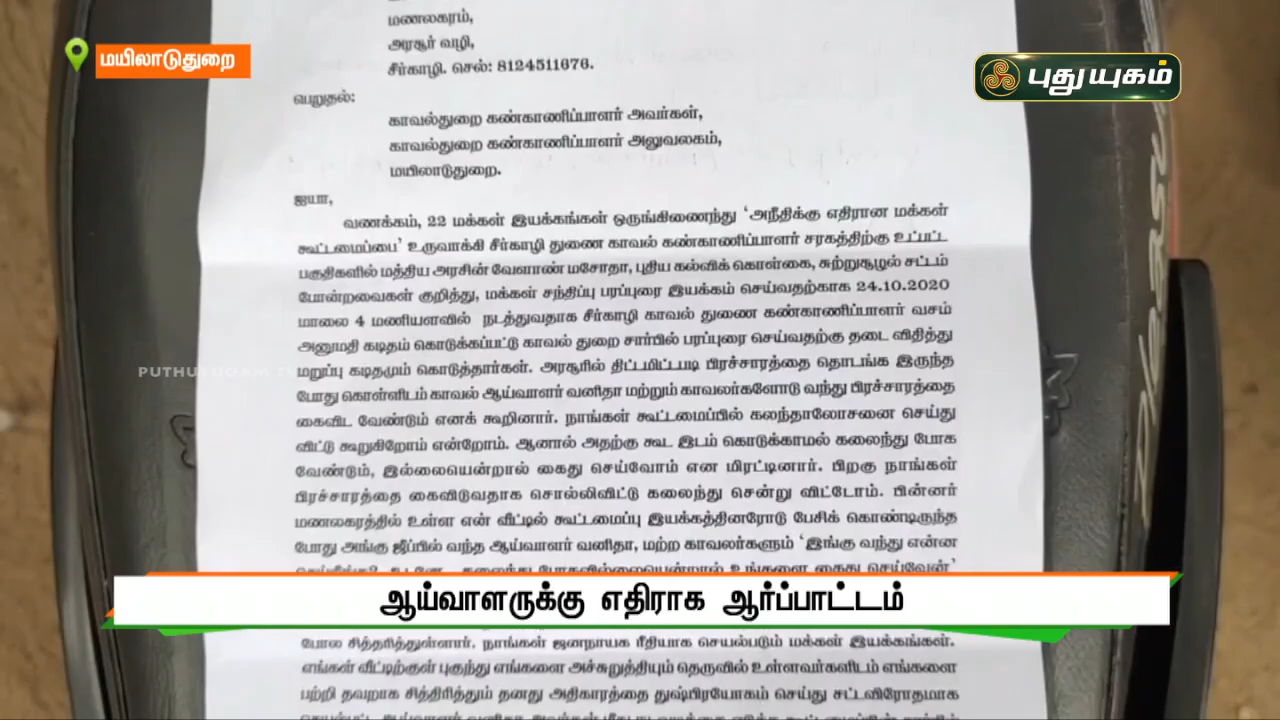 மயிலாடுதுறை
புதுயுகம்
மணலகரம்,
அரசூர் வழி,
சீர்காழி. செல்: 8124511676.
பெறுதல்:
காவல்துறை கண்காணிப்பாளர் அவர்கள்,
காவல்துறை கண்காணிப்பாளர் அலுவலகம்,
மயிலாடுதுறை.
ஐயா,
வணக்கம், 22 மக்கள் இயக்கங்கள் ஒருங்கிணைந்து 'அநீதிக்கு எதிரான மக்கள்
கூட்டமைப்பை' உருவாக்கி சீர்காழி துணை காவல் கண்காணிப்பாளர் சரகத்திற்கு உட்பட்ட
பகுதிகளில் மத்திய அரசின் வேளாண் மசோதா, புதிய கல்விக் கொள்கை, சுற்றுசூழல் சட்டம்
போன்றவைகள் குறித்து, மக்கள் சந்திப்பு பரப்புரை இயக்கம் செய்வதற்காக 24.10.2020
மாலை 4 மணியளவில் நடத்துவதாக சீர்காழி காவல் துணை கண்காணிப்பாளர் வசம்
அனுமதி கடிதம் கொடுக்கப்பட்டு காவல் துறை சார்பில் பரப்புரை செய்வதற்கு தடை விதித்து
மறுப்பு கடிதமும் கொடுத்தார்கள். அரசூரில் திட்டமிட்டபடி பிரச்சாரத்தை தொடங்க இருந்த
போது கொள்ளிடம் காவல் ஆய்வாளர் வனிதா மற்றும் காவலர்களோடு வந்து பிரச்சாரத்தை
கைவிட வேண்டும் எனக் கூறினார். நாங்கள் கூட்டமைப்பில் கலந்தாலோசனை செய்து
விட்டு கூறுகிறோம் என்றோம். ஆனால் அதற்கு கூட இடம் கொடுக்காமல் கலைந்து போக
வேண்டும், இல்லையென்றால் கைது செய்வோம் என மிரட்டினார். பிறகு நாங்கள்
பிரச்சாரத்தை கைவிடுவதாக சொல்லிவிட்டு கலைந்து சென்று விட்டோம். பின்னர்
மணலகரத்தில் உள்ள என் வீட்டில் கூட்டமைப்பு இயக்கத்தினரோடு பேசிக் கொண்டிருந்த
போது அங்கு ஜீப்பில் வந்த ஆய்வாளர் வனிதா, மற்ற காவலர்களும் 'இங்கு வந்து என்ன
கலைந்து போகவில்லையென்றால் உங்களை கைது செய்வேன்'
ஆய்வாளருக்கு எதிராக ஆர்ப்பாட்டம்
போல சித்தரித்துள்ளார். நாங்கள் ஜனநாயக ரீதியாக செயல்படும் மக்கள் இயக்கங்கள்.
எங்கள் வீட்டிற்குள் புகுந்து எங்களை அச்சுறுத்தியும் தெருவில் உள்ளவர்களிடம் எங்களை
பற்றி தவறாக சித்திரித்தும் தனது அதிகாரத்தை துஷ்பிரயோகம் செய்து சட்டவிரோதமாக
ஆய்வாளர் வனிதா அவர்கள்